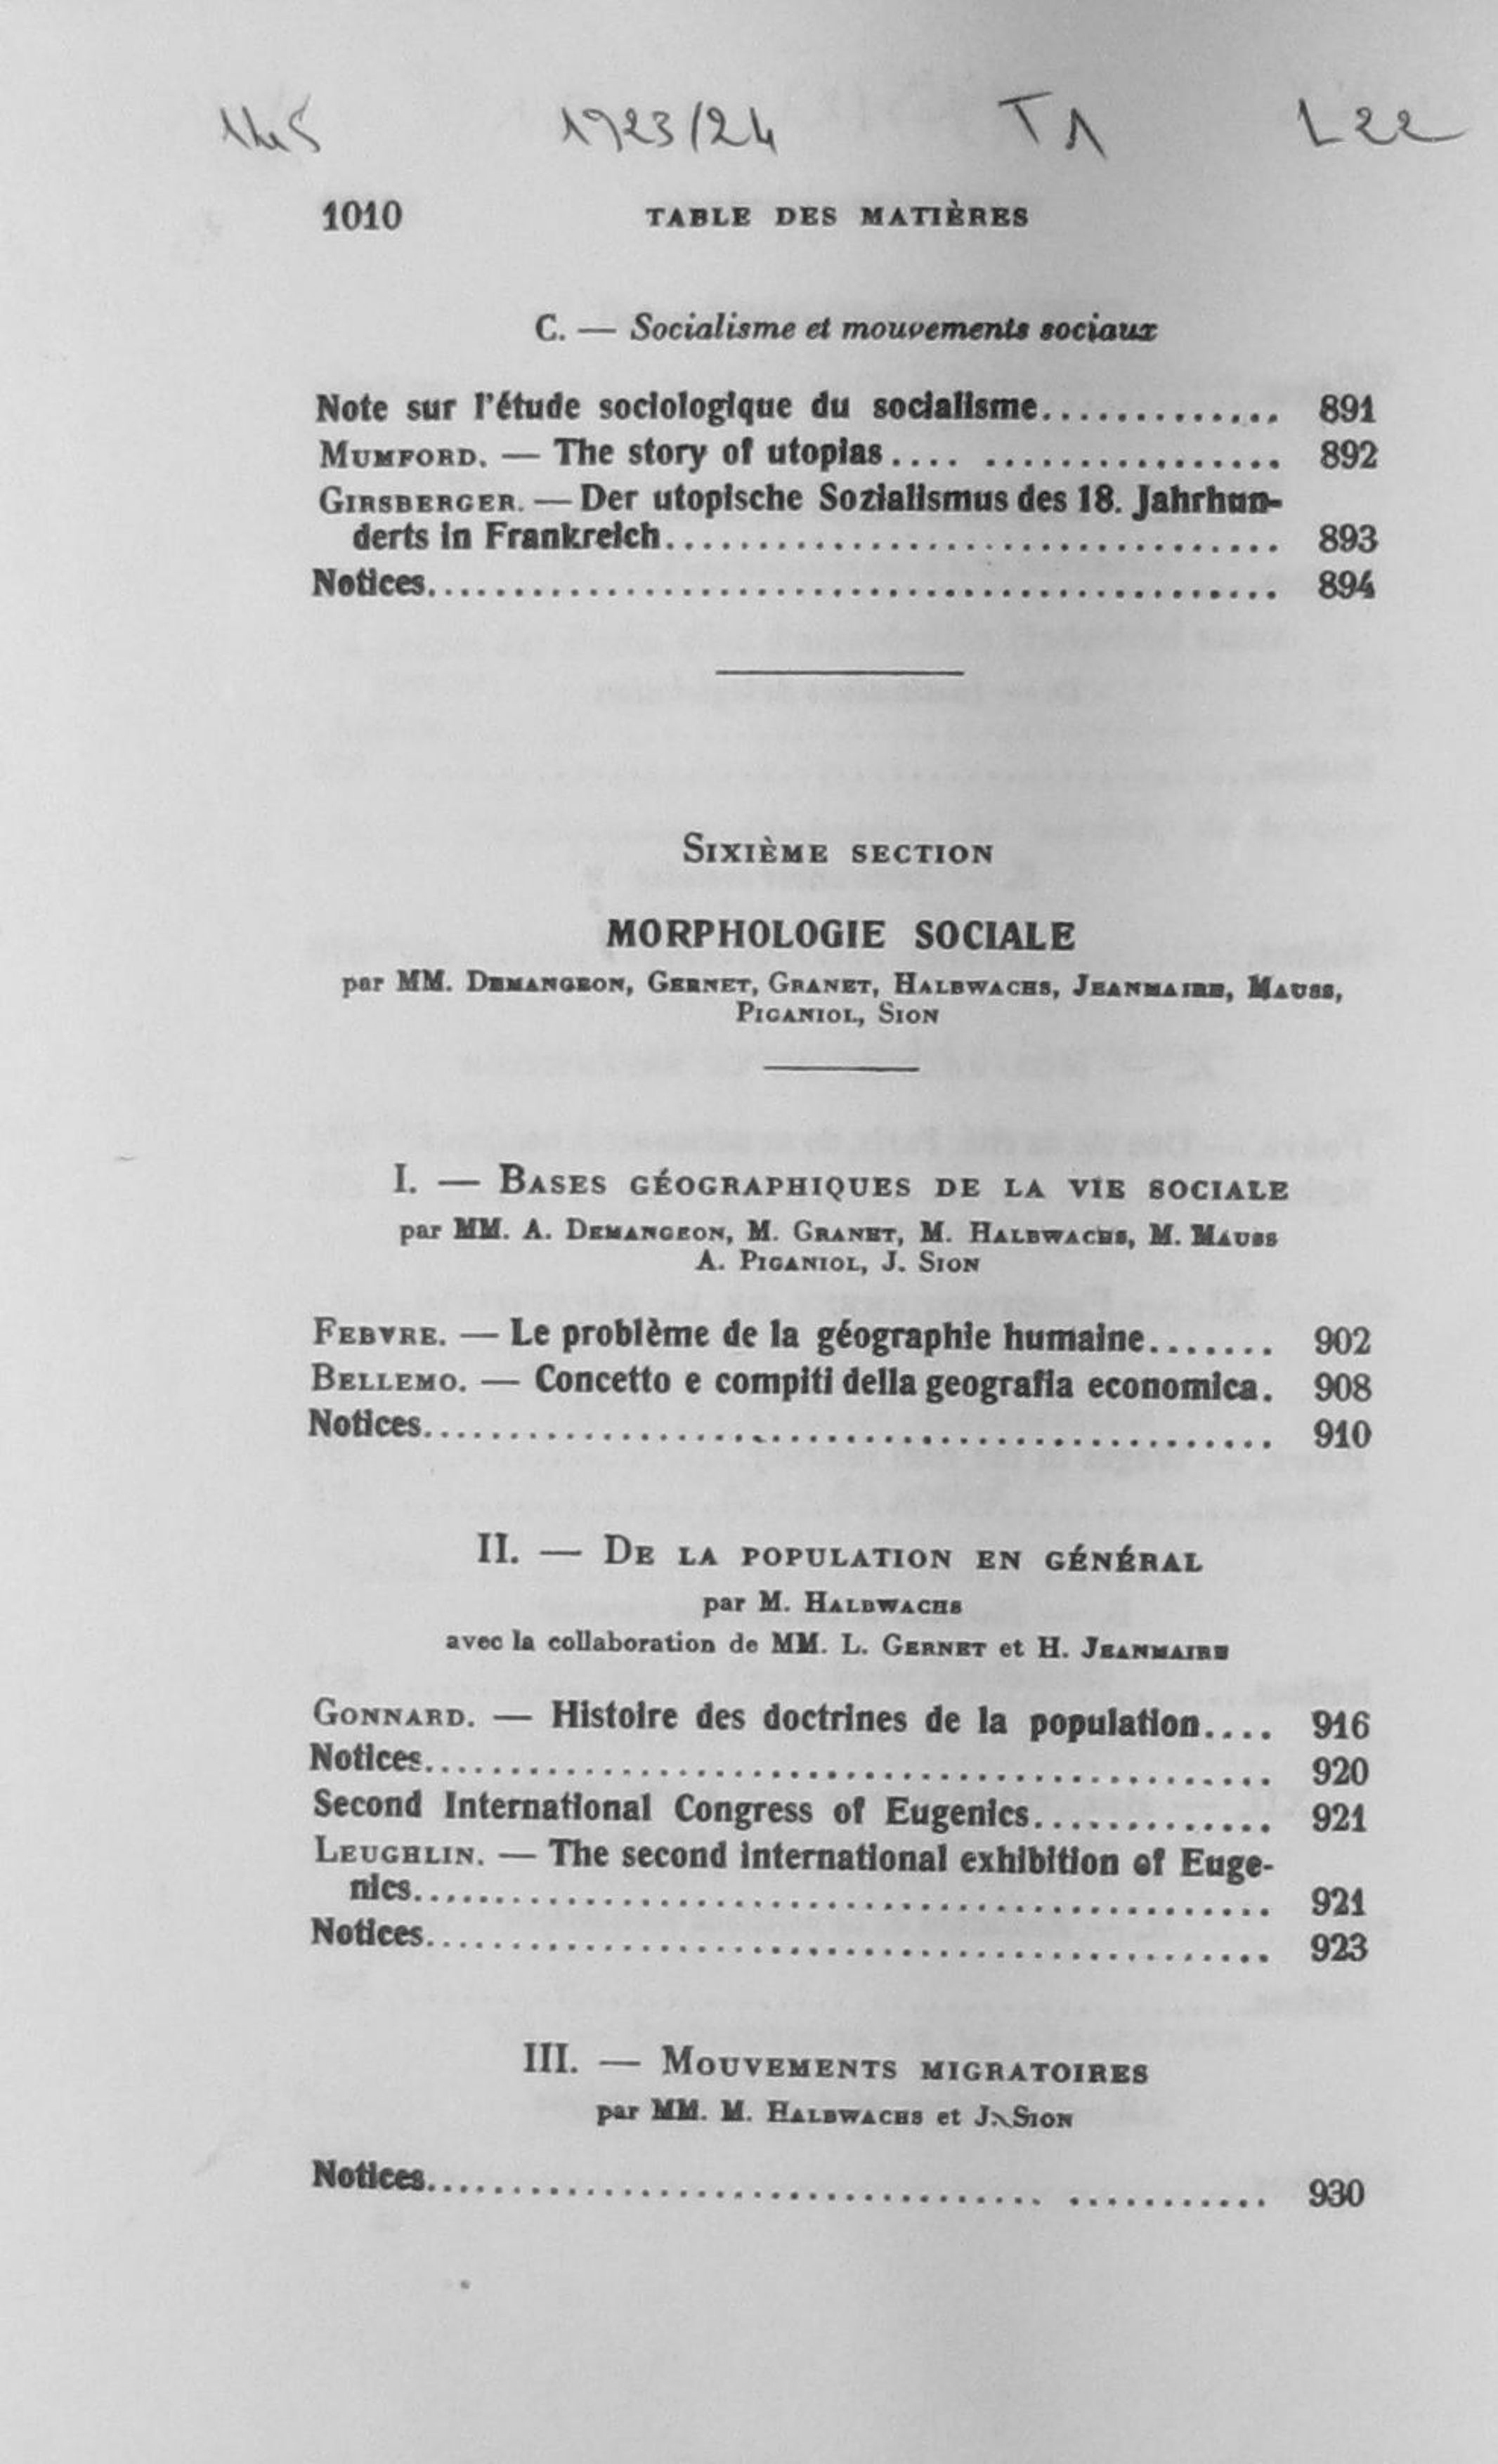 1923/24 T1 L22
1010 TABLE DES MATIÈRES
C. — Socialisme et mouvements sociaux
Note sur l'étude sociologique du socialisme............. 891
MUMFORD. — The story of utopias.... ................ 892
GIRSBERGER. — Der utopische Sozialismus des 18. Jahrhun-
derts in Frankreich................................. 893
Notices.............................................. 894
SIXIÈME SECTION
MORPHOLOGIE SOCIALE
par MM. DEMANGEON, GERNET, GRANET, HALBWACHS, JEANMAIRE, MAUSS,
PIGANIOL, SION
I. — BASES GÉOGRAPHIQUES DE LA VIE SOCIALE
par MM. A. DEMANGEON, M. GRANET, M. HALBWACHS, M. MAUSS
A. PIGANIOL, J. SION
FEBVRE. — Le problème de la géographie humaine....... 902
BELLEMO. — Concetto e compiti della geografia economica. 908
Notices.............................................. 910
II. — DE LA POPULATION EN GÉNÉRAL
par M. HALBWACHS
avec la collaboration de MM. L. GERNET et H. JEANMAIRE
GONNARD. — Histoire des doctrines de la population.... 916
Notices.............................................. 920
Second International Congress of Eugenics............. 921
LEUGHLIN. — The second international exhibition of Euge-
nics.............................................. 921
Notices.............................................. 923
III. — MOUVEMENTS MIGRATOIRES
par MM. M. HALBWACHS et J. SION
Notices................................. ........... 930